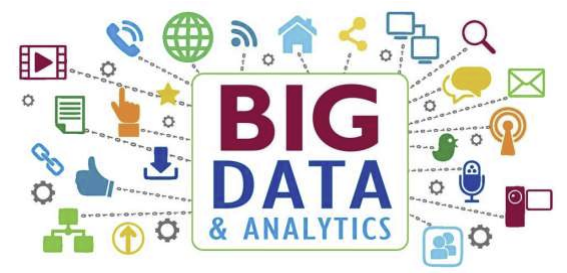 BIG
DATA
& ANALYTICS